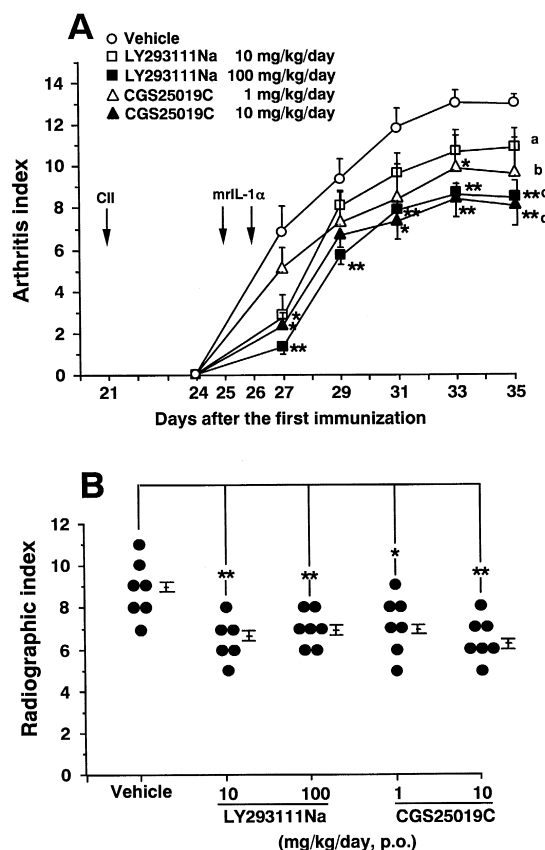 A
Vehicle
LY293111Na 10 mg/kg/day
LY293111Na 100 mg/kg/day
CGS25019C 1 mg/kg/day
CGS25019C 10 mg/kg/day
Arthritis index
14
12
10
8
6
4
2
0
CII
mrIL-1α
a
b
*
**
**
**
**
**
*
**
*
*
**
21 24 25 26 27 29 31 33 35
Days after the first immunization
B
Radiographic index
12
10
8
6
4
2
0
** ** * **
Vehicle 10 100 1 10
LY293111Na CGS25019C
(mg/kg/day, p.o.)